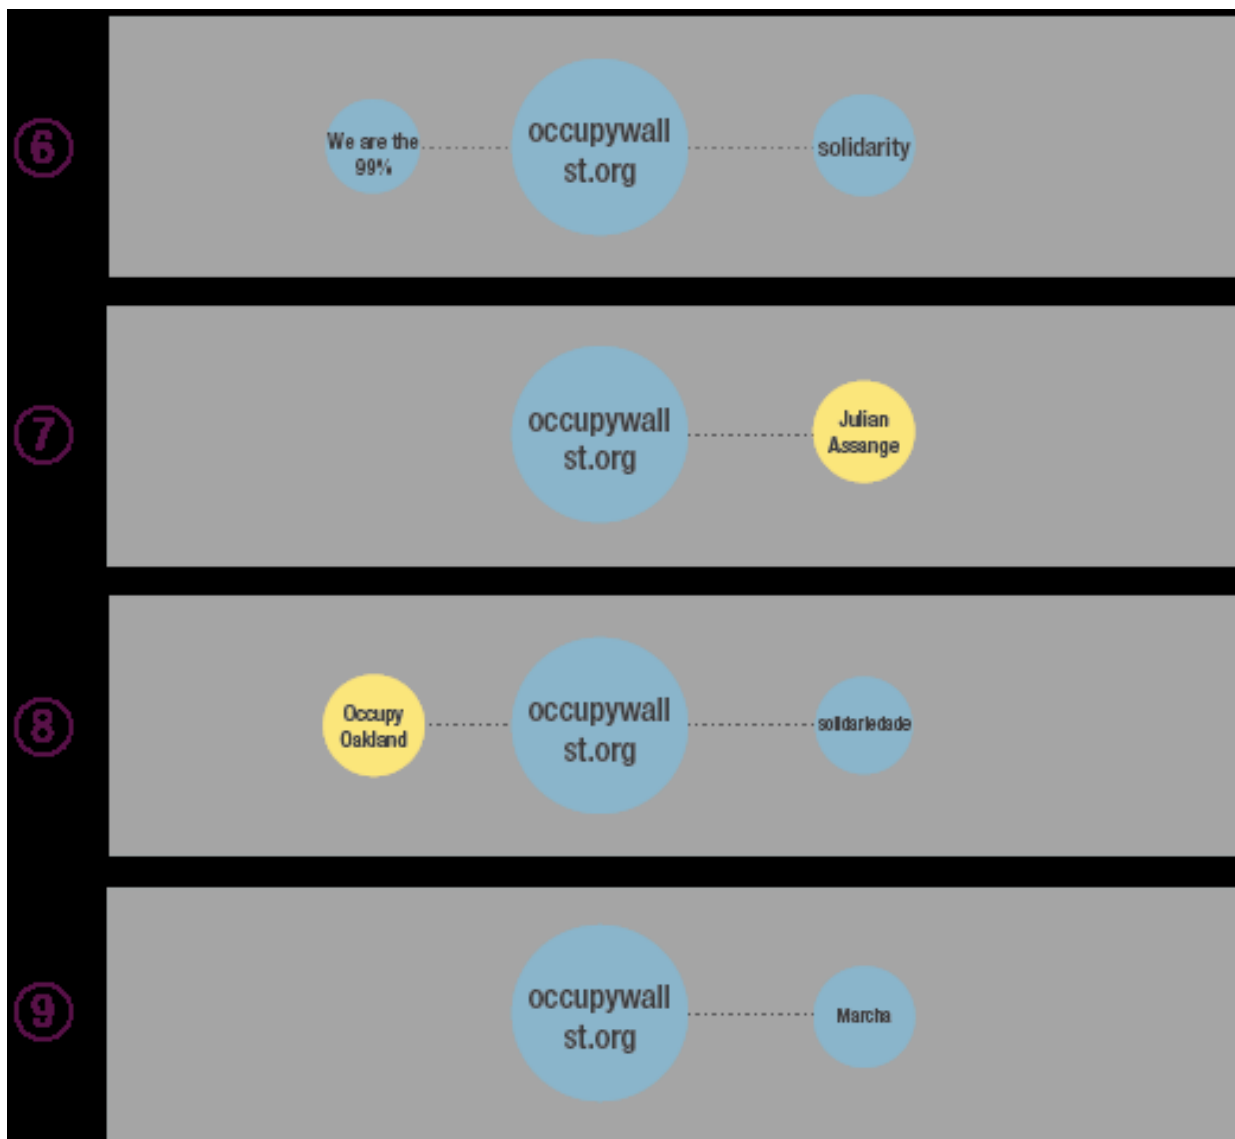 6
We are the
99%
occupywall
st.org
solidarity
7
occupywall
st.org
Julian
Assange
8
Occupy
Oakland
occupywall
st.org
solidariedade
9
occupywall
st.org
Marcha